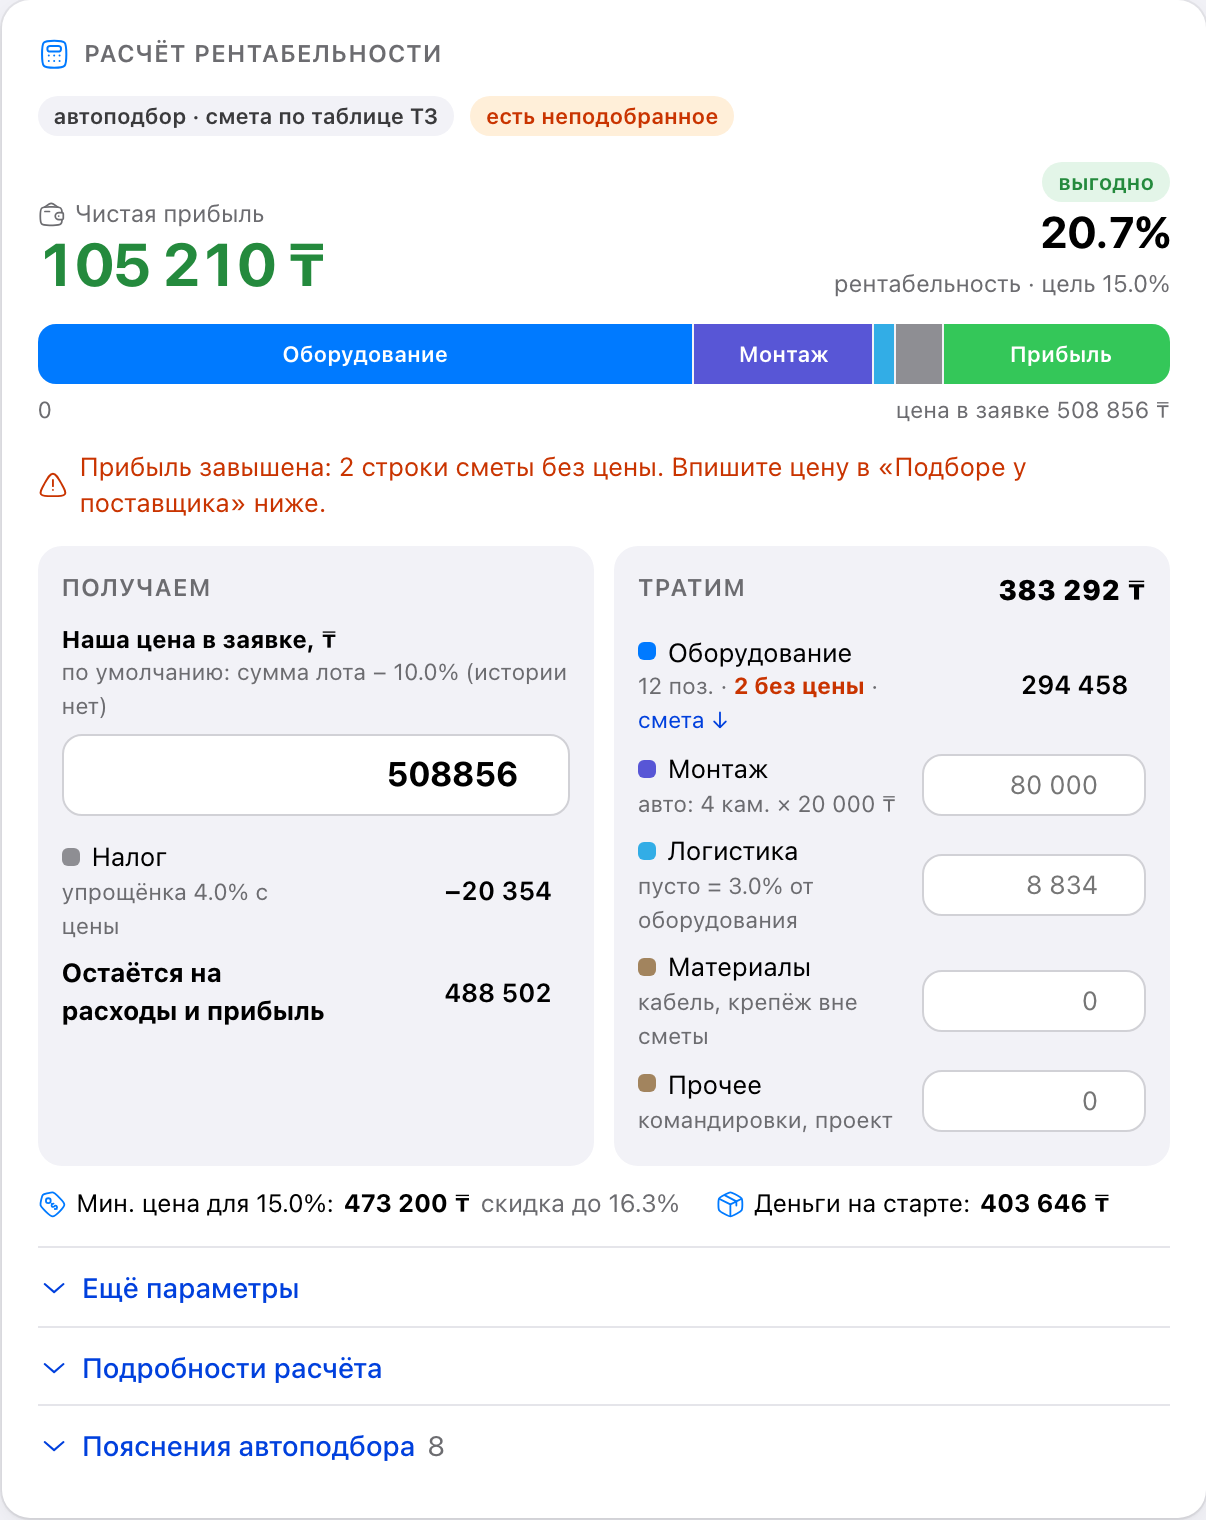 РАСЧЁТ РЕНТАБЕЛЬНОСТИ
автоподбор · смета по таблице ТЗ
есть неподобранное
выгодно
Чистая прибыль
105 210 ₸
20.7%
рентабельность · цель 15.0%
Оборудование
Монтаж
Прибыль
0
цена в заявке 508 856 ₸
Прибыль завышена: 2 строки сметы без цены. Впишите цену в «Подборе у
поставщика» ниже.
ПОЛУЧАЕМ
Наша цена в заявке, ₸
по умолчанию: сумма лота – 10.0% (истории
нет)
508856
Налог
упрощёнка 4.0% с
цены
−20 354
Остаётся на
расходы и прибыль
488 502
ТРАТИМ
383 292 ₸
Оборудование
12 поз. · 2 без цены ·
смета ↓
294 458
Монтаж
авто: 4 кам. × 20 000 ₸
80 000
Логистика
пусто = 3.0% от
оборудования
8 834
Материалы
кабель, крепёж вне
сметы
0
Прочее
командировки, проект
0
Мин. цена для 15.0%: 473 200 ₸ скидка до 16.3%
Деньги на старте: 403 646 ₸
Ещё параметры
Подробности расчёта
Пояснения автоподбора 8